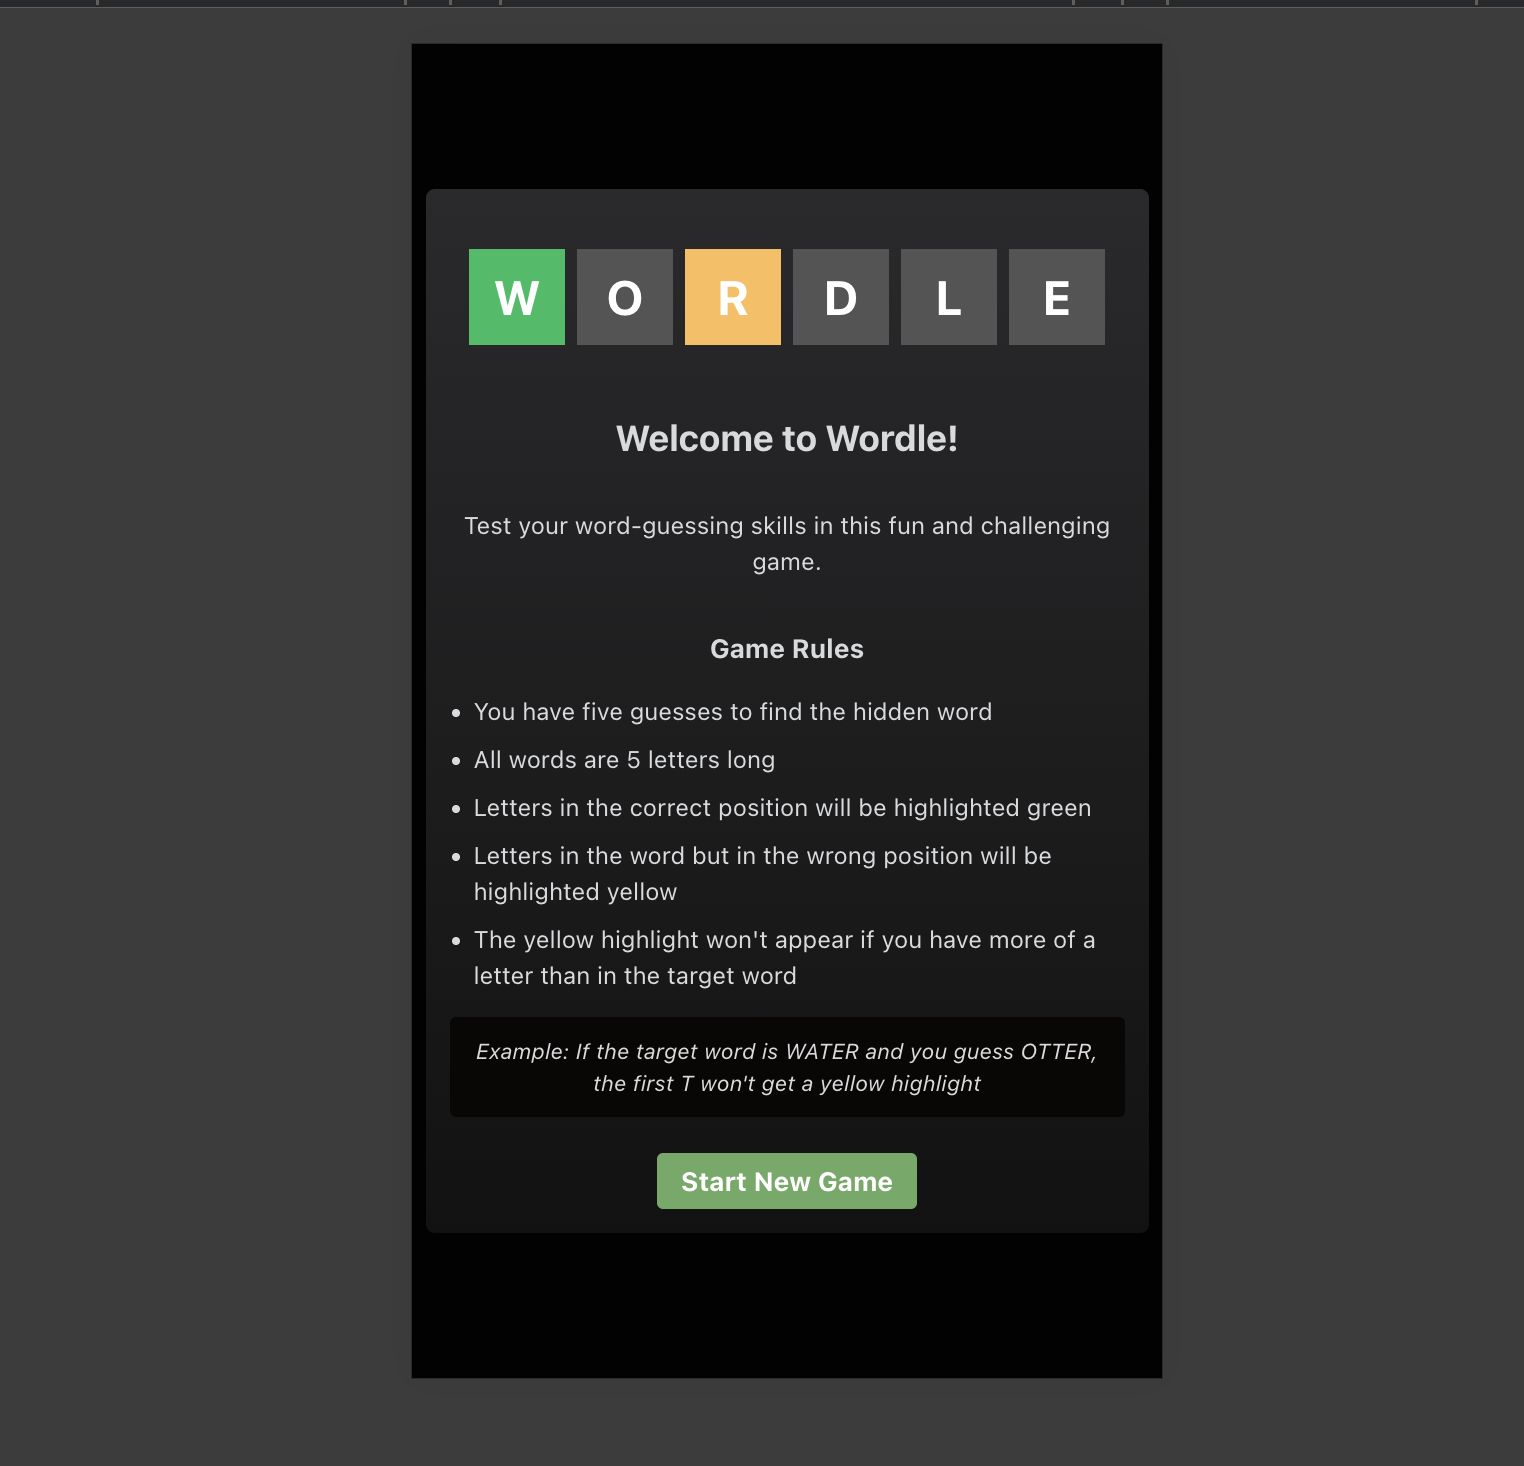 WORDLE
Welcome to Wordle!
Test your word-guessing skills in this fun and challenging
game.
Game Rules
• You have five guesses to find the hidden word
• All words are 5 letters long
• Letters in the correct position will be highlighted green
• Letters in the word but in the wrong position will be
highlighted yellow
• The yellow highlight won't appear if you have more of a
letter than in the target word
Example: If the target word is WATER and you guess OTTER,
the first T won't get a yellow highlight
Start New Game